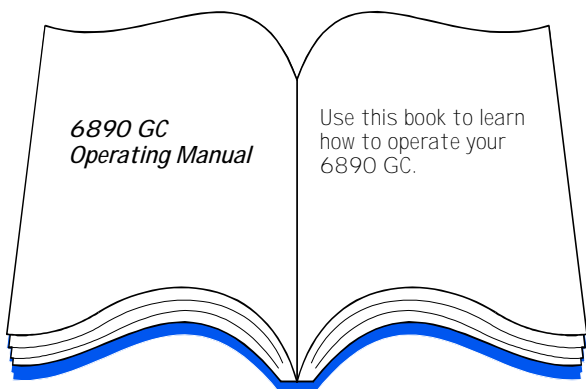 6890 GC
Operating Manual
Use this book to learn
how to operate your
6890 GC.